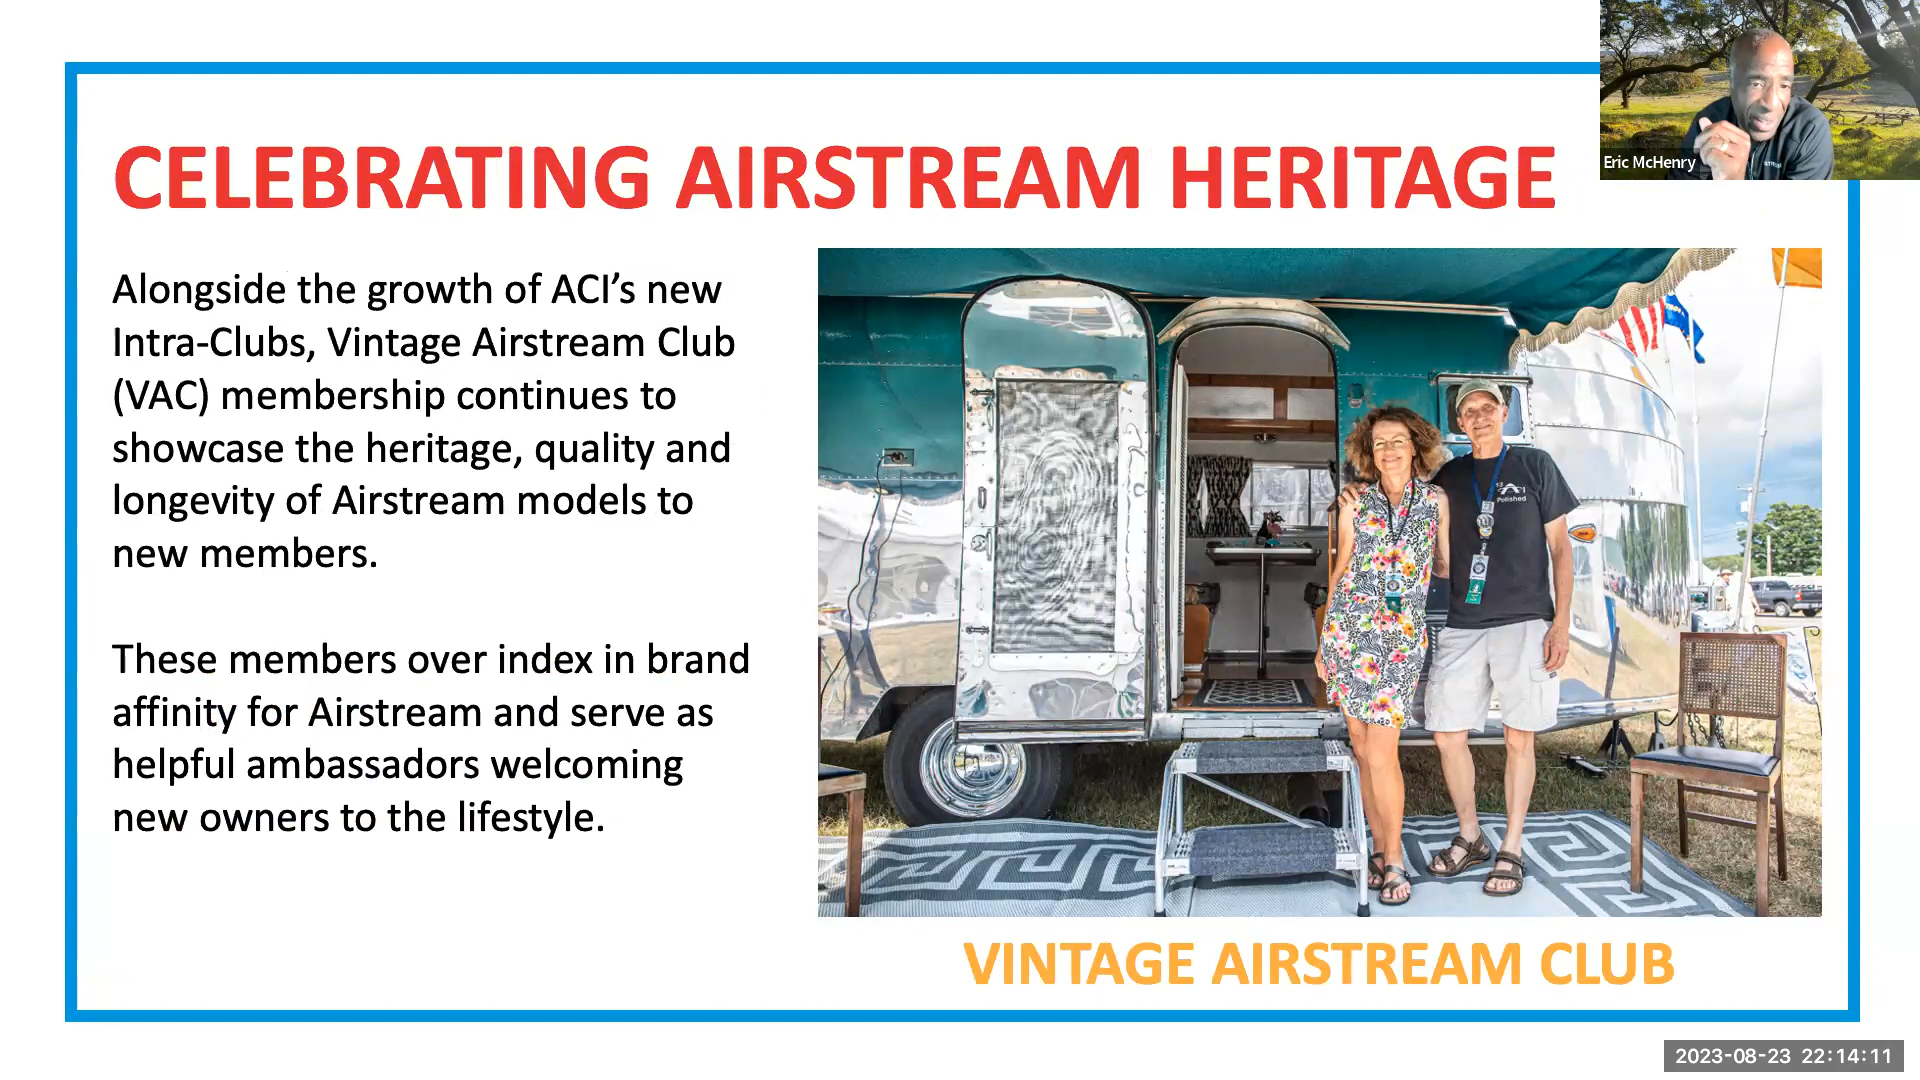 CELEBRATING AIRSTREAM HERITAGE
Eric McHenry
Alongside the growth of ACI’s new
Intra-Clubs, Vintage Airstream Club
(VAC) membership continues to
showcase the heritage, quality and
longevity of Airstream models to
new members.
These members over index in brand
affinity for Airstream and serve as
helpful ambassadors welcoming
new owners to the lifestyle.
Polished
VINTAGE AIRSTREAM CLUB
2023-08-23 22:14:11